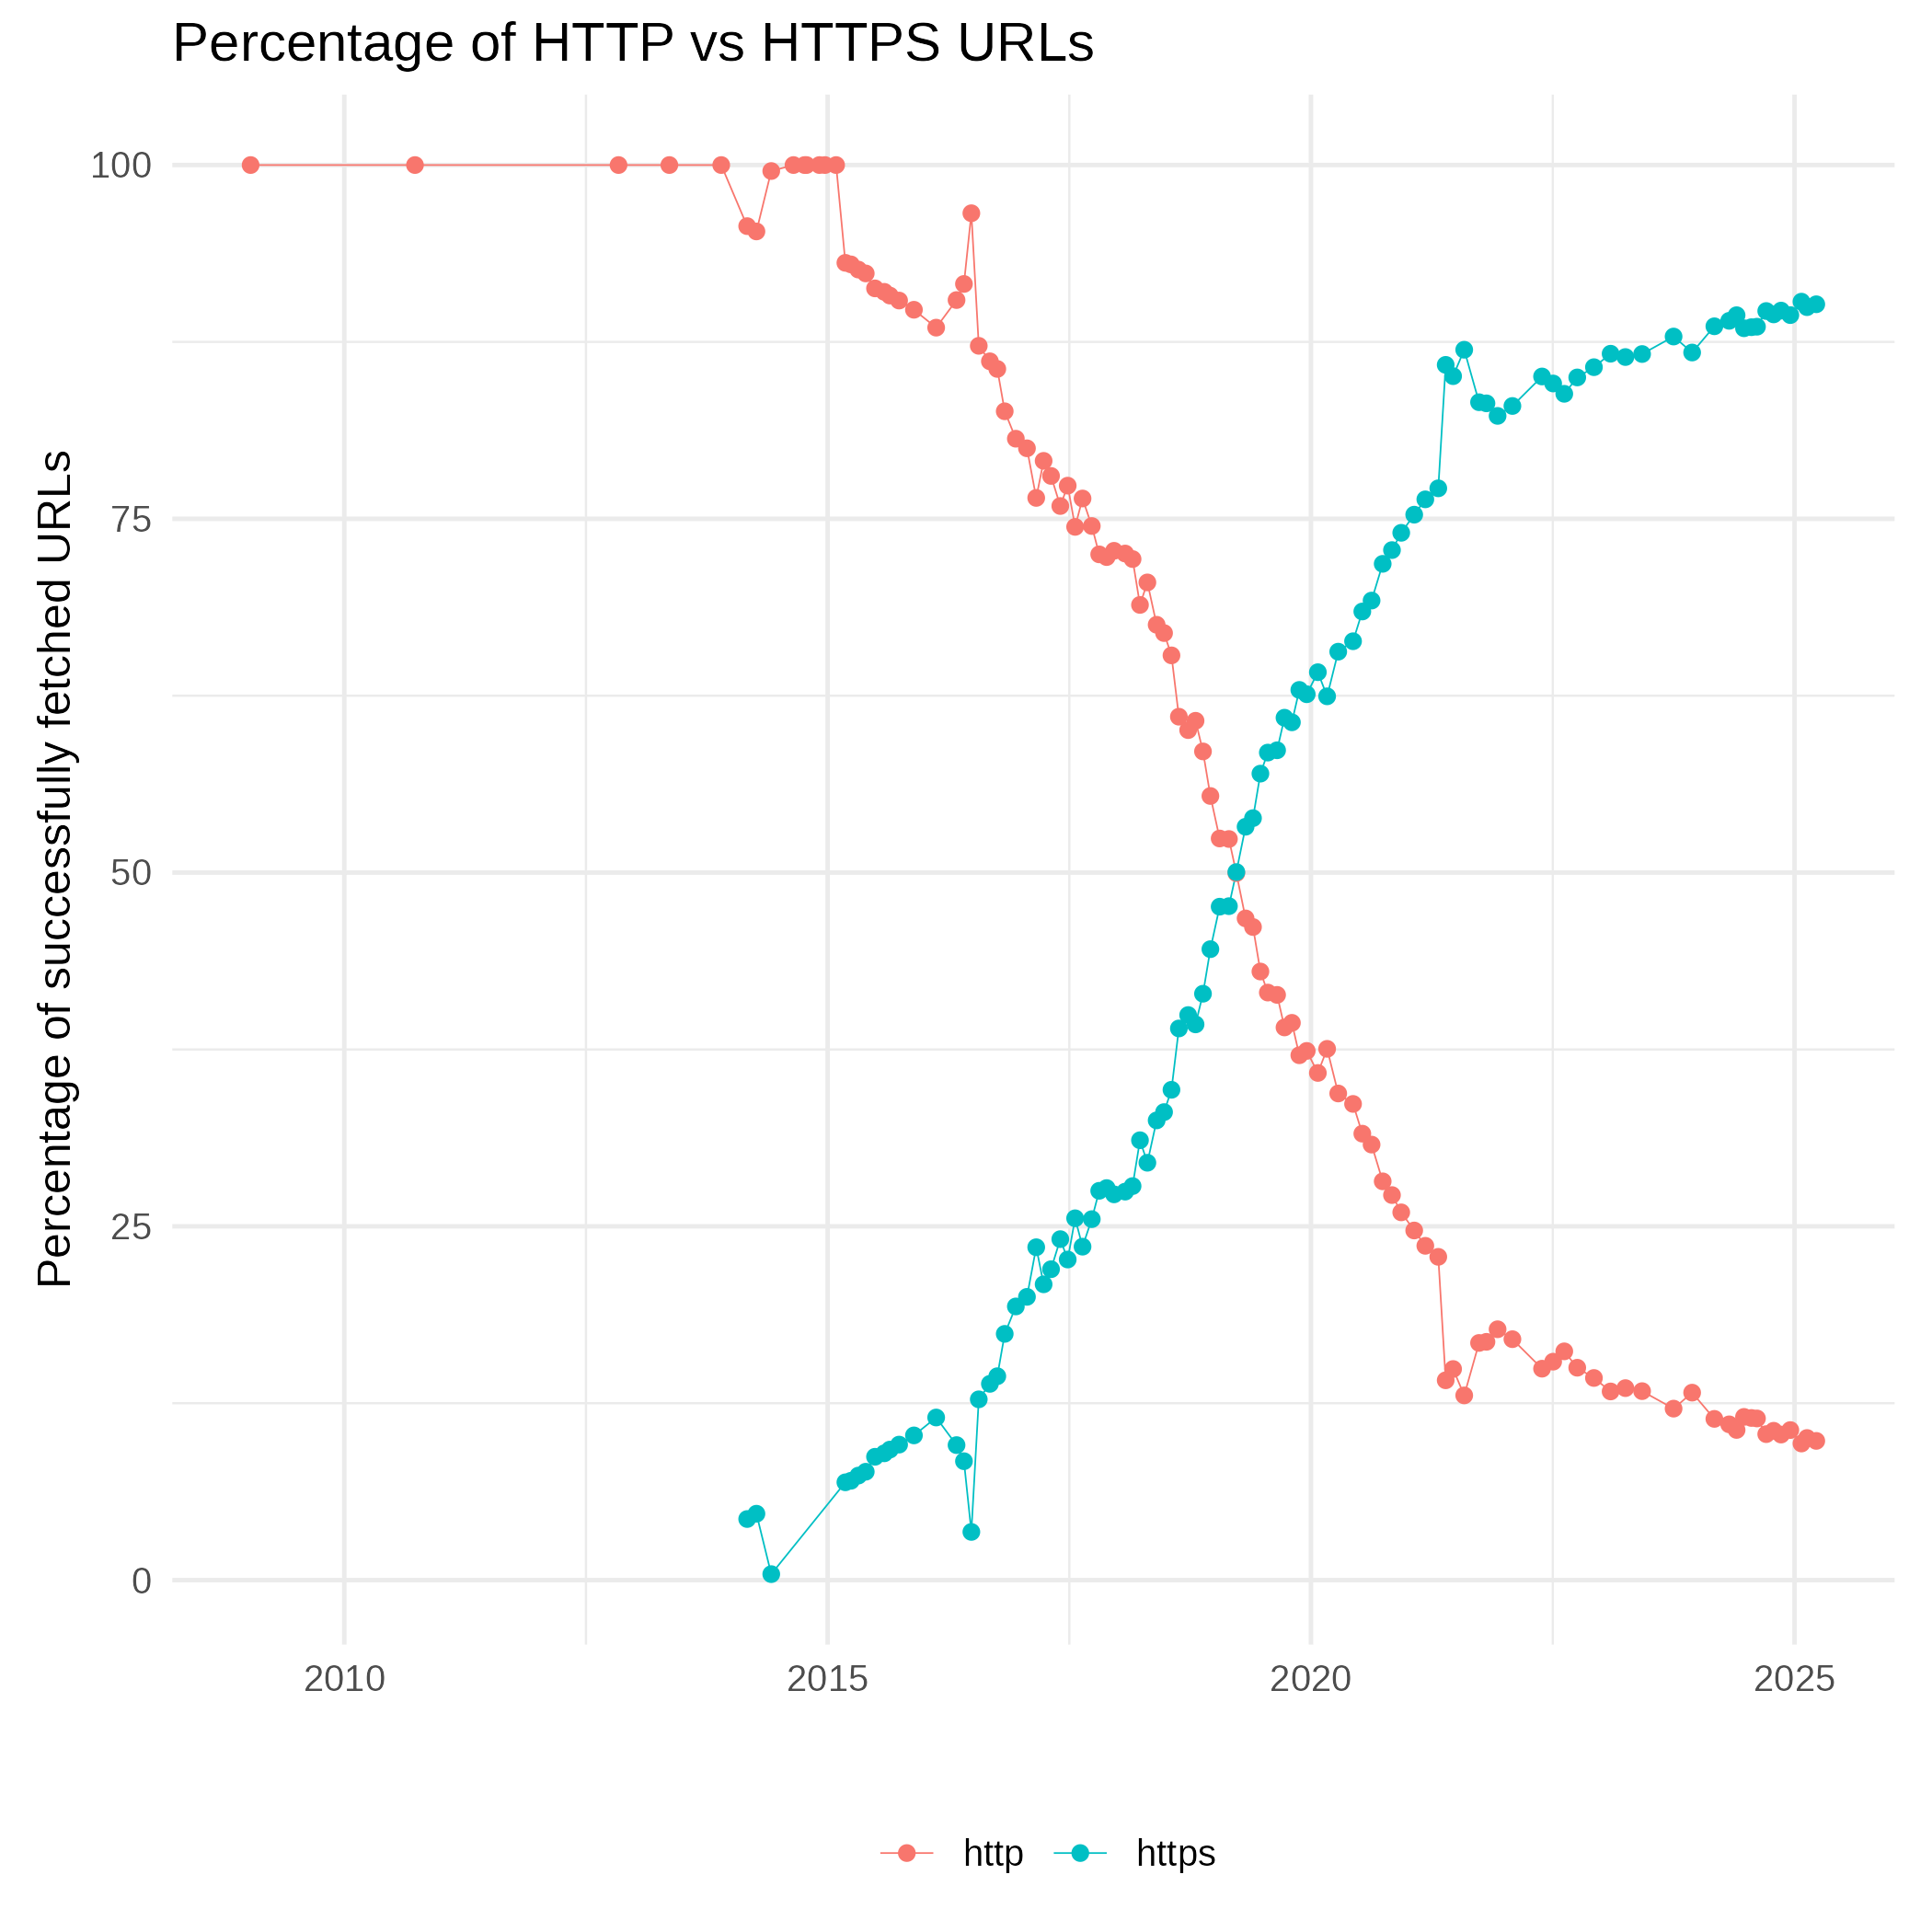 Percentage of HTTP vs HTTPS URLs
Percentage of successfully fetched URLs
100
75
50
25
0
2010
2015
2020
2025
http
https